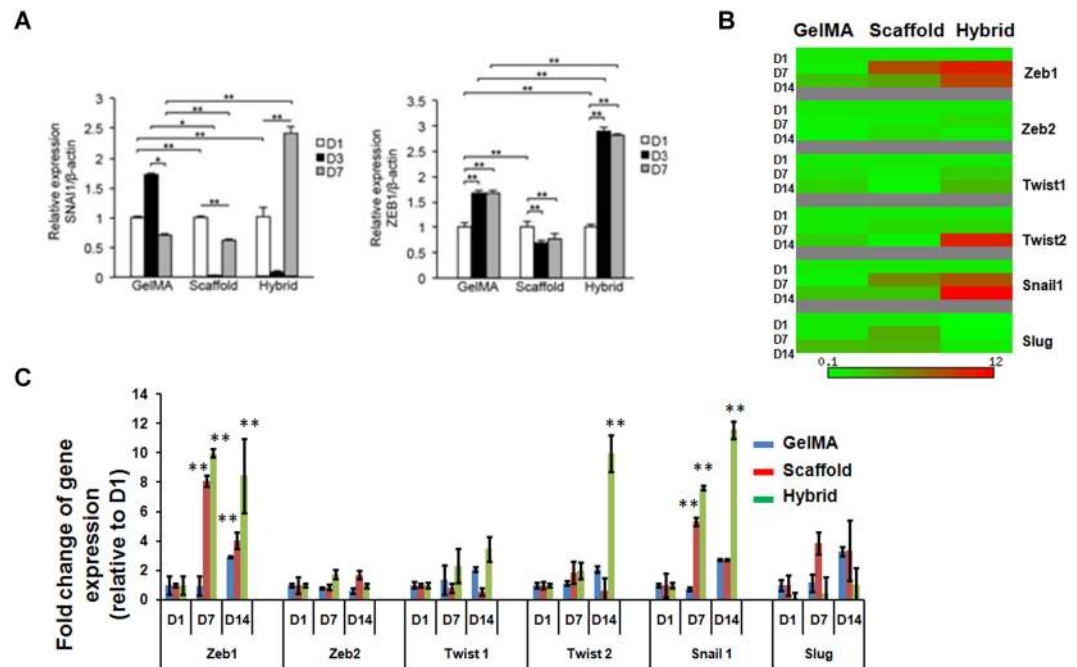 A
Relative expression
SNAI1/β-actin
3
2.5
2
1.5
1
0.5
0
** ** * ** ** * ** **
D1
D3
D7
GelMA Scaffold Hybrid
Relative expression
ZEB1/β-actin
3.5
3
2.5
2
1.5
1
0.5
0
** ** ** ** ** ** ** ** ** ** **
D1
D3
D7
GelMA Scaffold Hybrid
B
GelMA Scaffold Hybrid
D1
D7
D14
Zeb1
D1
D7
D14
Zeb2
D1
D7
D14
Twist1
D1
D7
D14
Twist2
D1
D7
D14
Snail1
D1
D7
D14
Slug
0.1 12
C
Fold change of gene
expression
(relative to D1)
14
12
10
8
6
4
2
0
** ** ** ** ** ** ** **
GelMA
Scaffold
Hybrid
D1 D7 D14 D1 D7 D14 D1 D7 D14 D1 D7 D14 D1 D7 D14 D1 D7 D14
Zeb1 Zeb2 Twist 1 Twist 2 Snail 1 Slug